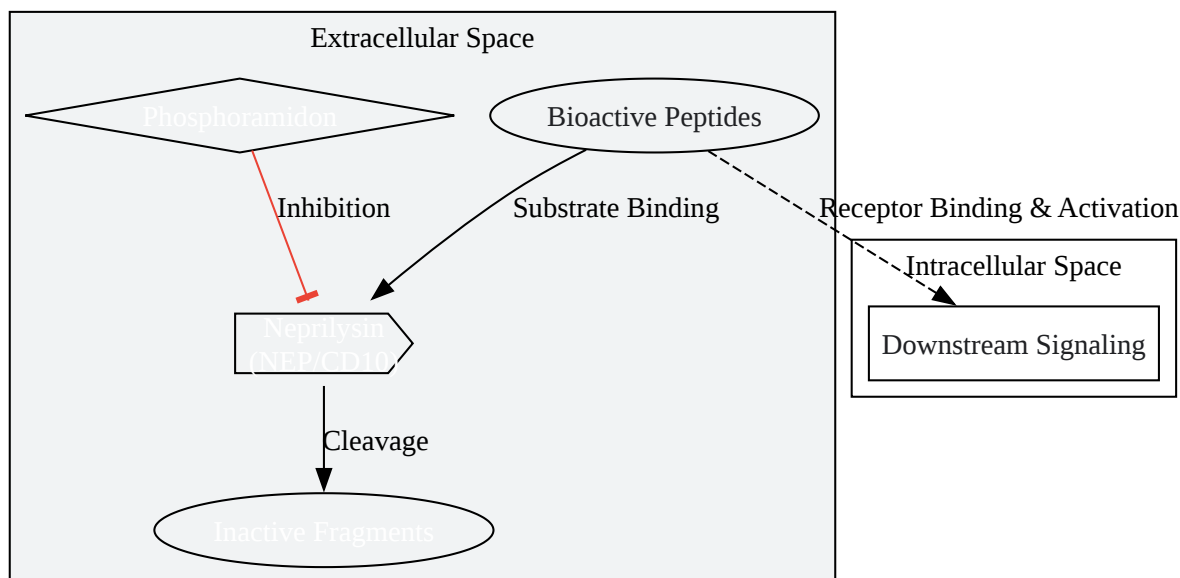 Extracellular Space
Phosphoramidon
Bioactive Peptides
Inhibition
Substrate Binding
Receptor Binding & Activation
Intracellular Space
Neprilysin
(NEP/CD10)
Downstream Signaling
Cleavage
Inactive Fragments